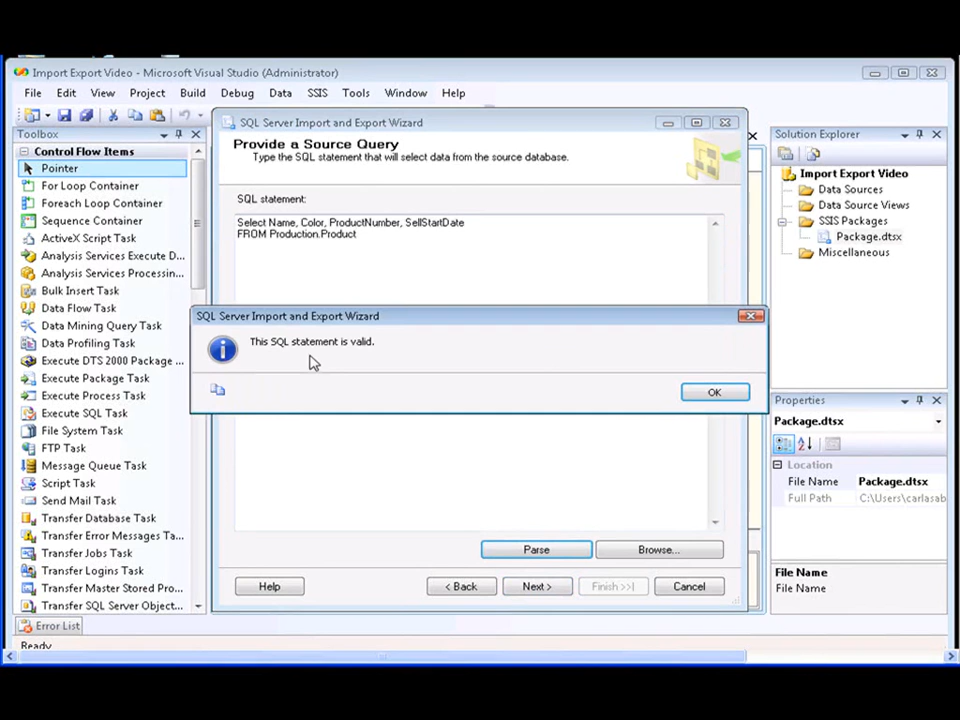 Import Export Video - Microsoft Visual Studio (Administrator)
File Edit View Project Build Debug Data SSIS Tools Window Help
Toolbox
Control Flow Items
Pointer
For Loop Container
Foreach Loop Container
Sequence Container
ActiveX Script Task
Analysis Services Execute D...
Analysis Services Processin...
Bulk Insert Task
Data Flow Task
Data Mining Query Task
Data Profiling Task
Execute DTS 2000 Package ...
Execute Package Task
Execute Process Task
Execute SQL Task
File System Task
FTP Task
Message Queue Task
Script Task
Send Mail Task
Transfer Database Task
Transfer Error Messages Ta...
Transfer Jobs Task
Transfer Logins Task
Transfer Master Stored Pro...
Transfer SQL Server Object...
Error List
Ready
SQL Server Import and Export Wizard
Provide a Source Query
Type the SQL statement that will select data from the source database.
SQL statement:
Select Name, Color, ProductNumber, SellStartDate
FROM Production.Product
SQL Server Import and Export Wizard
This SQL statement is valid.
OK
Parse Browse...
Help < Back Next > Finish >>| Cancel
Solution Explorer
Import Export Video
Data Sources
Data Source Views
SSIS Packages
Package.dtsx
Miscellaneous
Properties
Package.dtsx
Location
File Name Package.dtsx
Full Path C:\Users\carlasab
File Name
File Name